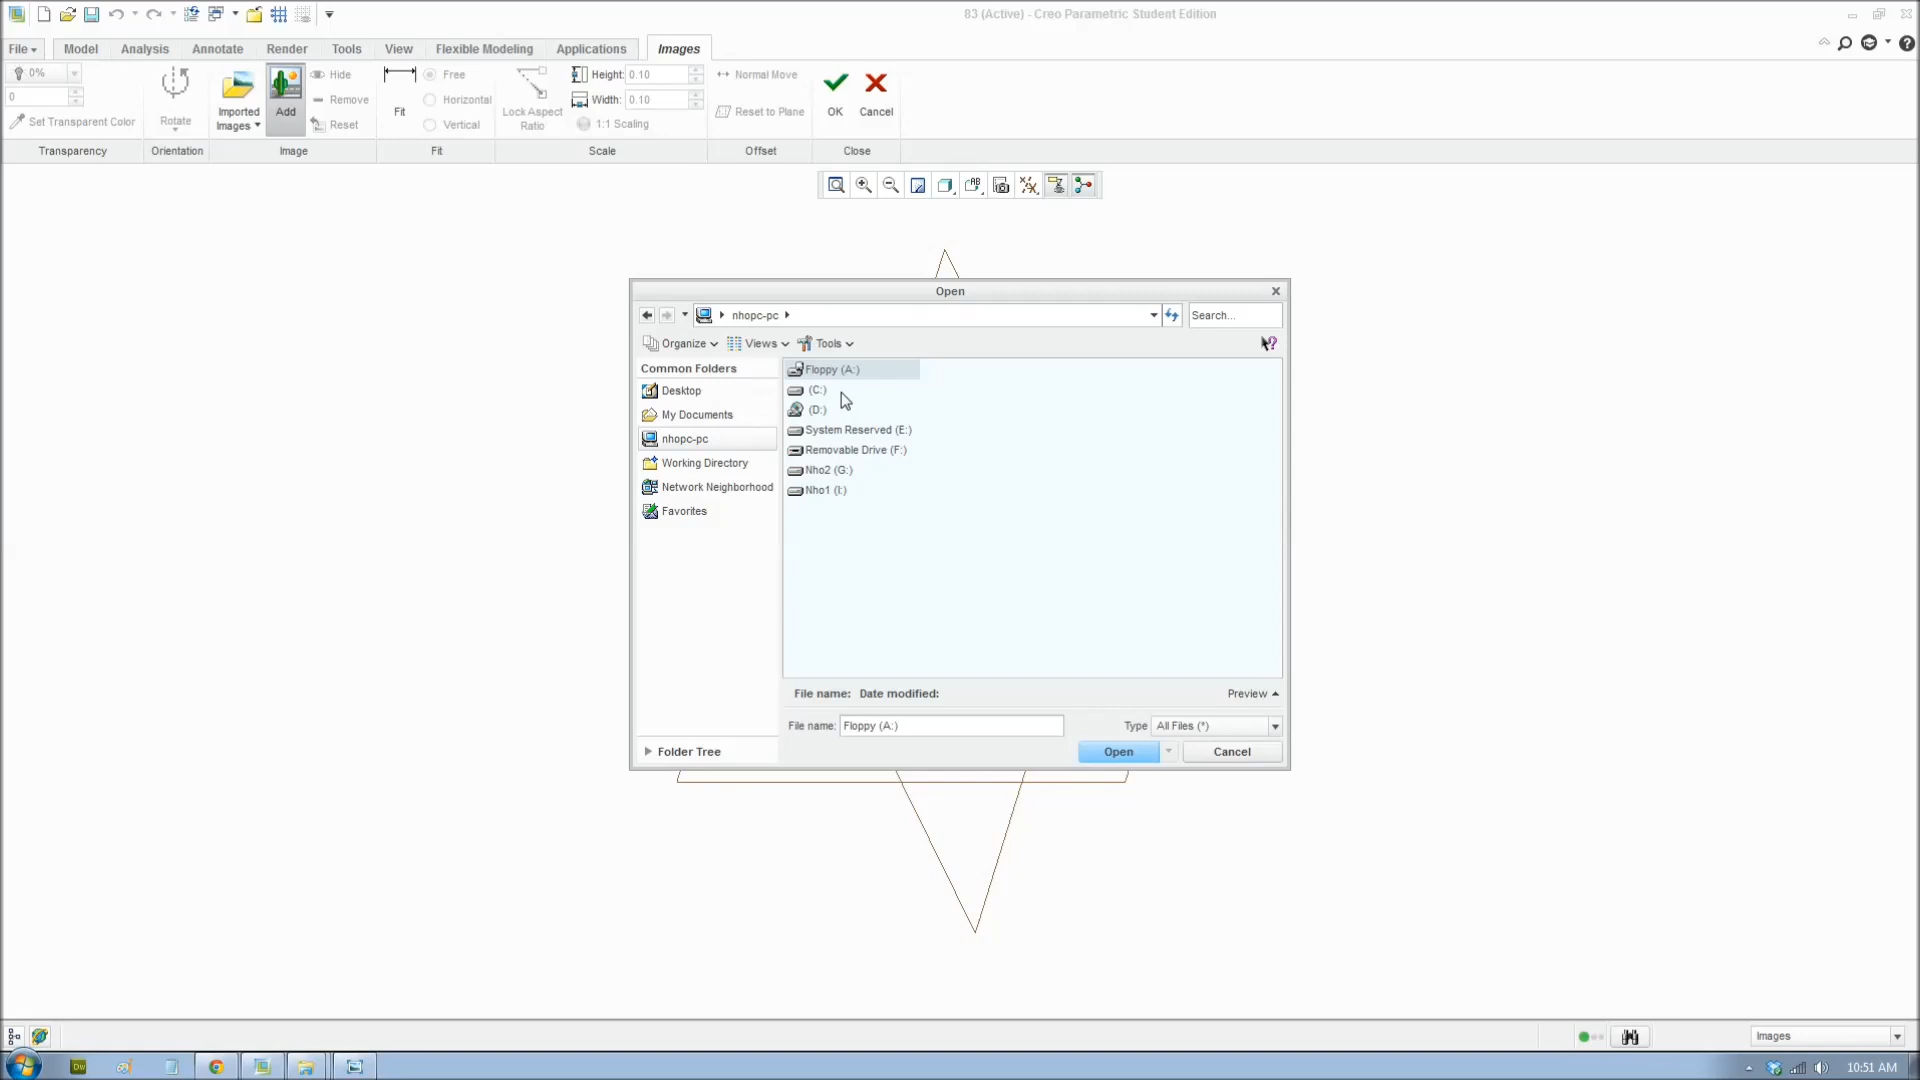 83 (Active) - Creo Parametric Student Edition
File Model Analysis Annotate Render Tools View Flexible Modeling Applications Images
0% Hide Free Height: 0.10 Normal Move
0 Imported Images Add Remove Fit Horizontal Lock Aspect Ratio Width: 0.10 OK Cancel
Set Transparent Color Rotate Reset Vertical 1:1 Scaling Reset to Plane
Transparency Orientation Image Fit Scale Offset Close
Open
nhopc-pc Search...
Organize Views Tools
Common Folders
Desktop
My Documents
nhopc-pc
Working Directory
Network Neighborhood
Favorites
Folder Tree
Floppy (A:)
(C:)
(D:)
System Reserved (E:)
Removable Drive (F:)
Nho2 (G:)
Nho1 (I:)
File name: Date modified: Preview
File name: Floppy (A:) Type All Files (*)
Open Cancel
Images
Dw 10:51 AM